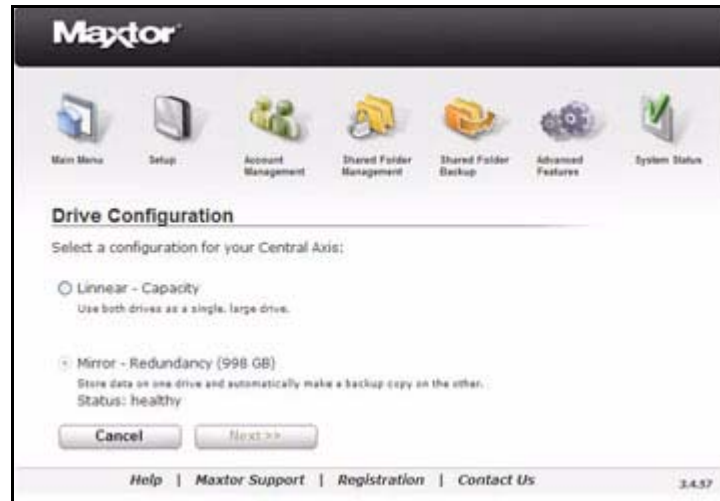 Maxtor
Main Menu
Setup
Account Management
Shared Folder Management
Shared Folder Backup
Advanced Features
System Status
Drive Configuration
Select a configuration for your Central Axis:
Linnear - Capacity
Use both drives as a single, large drive.
Mirror - Redundancy (998 GB)
Store data on one drive and automatically make a backup copy on the other.
Status: healthy
Cancel
Next >>
Help | Maxtor Support | Registration | Contact Us
3.4.57